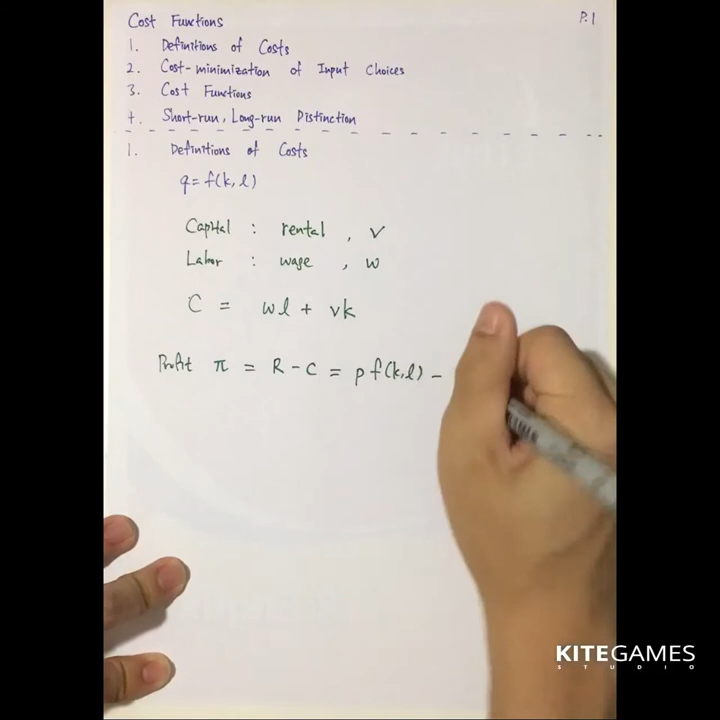 Cost Functions
P.1
1. Definitions of Costs
2. Cost-minimization of Input Choices
3. Cost Functions
4. Short-run, Long-run Distinction
1. Definitions of Costs
q = f(k, l)
Capital : rental , v
Labor : wage , w
C = wl + vk
Profit π = R - C = p f(k,l) -
KITEGAMES
STUDIO